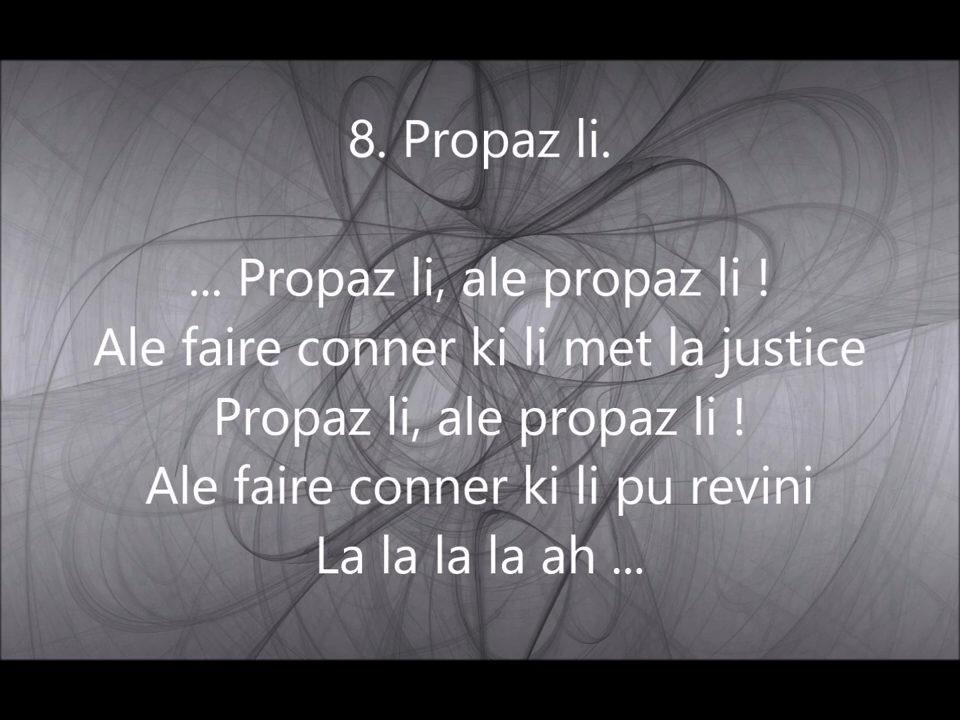 8. Propaz li.
... Propaz li, ale propaz li !
Ale faire conner ki li met la justice
Propaz li, ale propaz li !
Ale faire conner ki li pu revini
La la la la ah ...